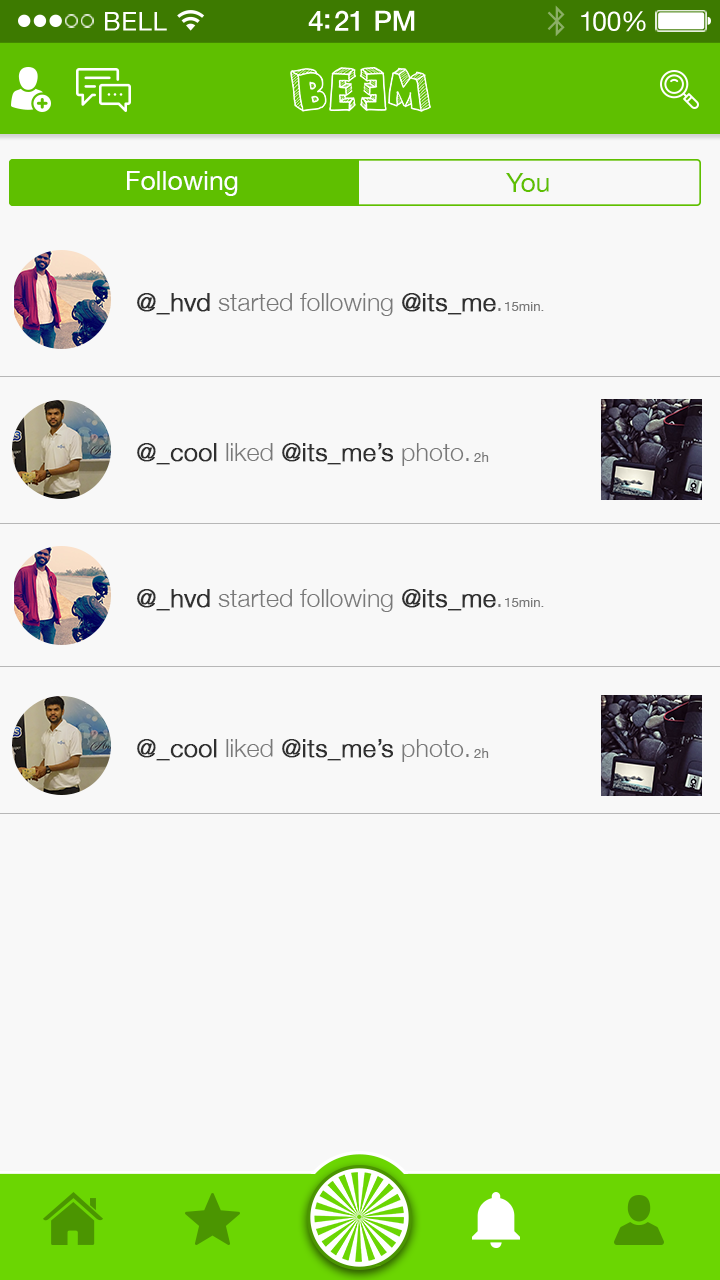 BELL 4:21 PM 100%
BEEM
Following You
@_hvd started following @its_me. 15min.
@_cool liked @its_me’s photo. 2h
@_hvd started following @its_me. 15min.
@_cool liked @its_me’s photo. 2h